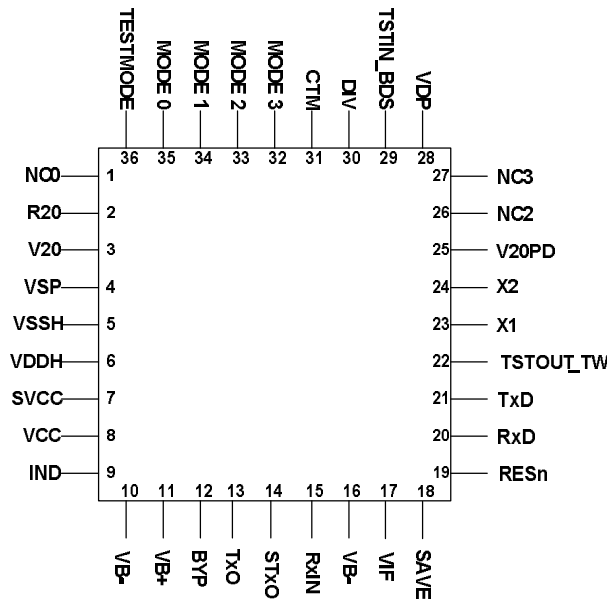 TESTMODE
MODE 0
MODE 1
MODE 2
MODE 3
CTM
DIV
TSTIN_BDS
VDP
36 35 34 33 32 31 30 29 28
NC0 1
R20 2
V20 3
VSP 4
VSSH 5
VDDH 6
SVCC 7
VCC 8
IND 9
27 NC3
26 NC2
25 V20PD
24 X2
23 X1
22 TSTOUT_TW
21 TxD
20 RxD
19 RESn
10 11 12 13 14 15 16 17 18
VB-
VB+
BYP
TxO
STxO
RxIN
VB-
VIF
SAVE